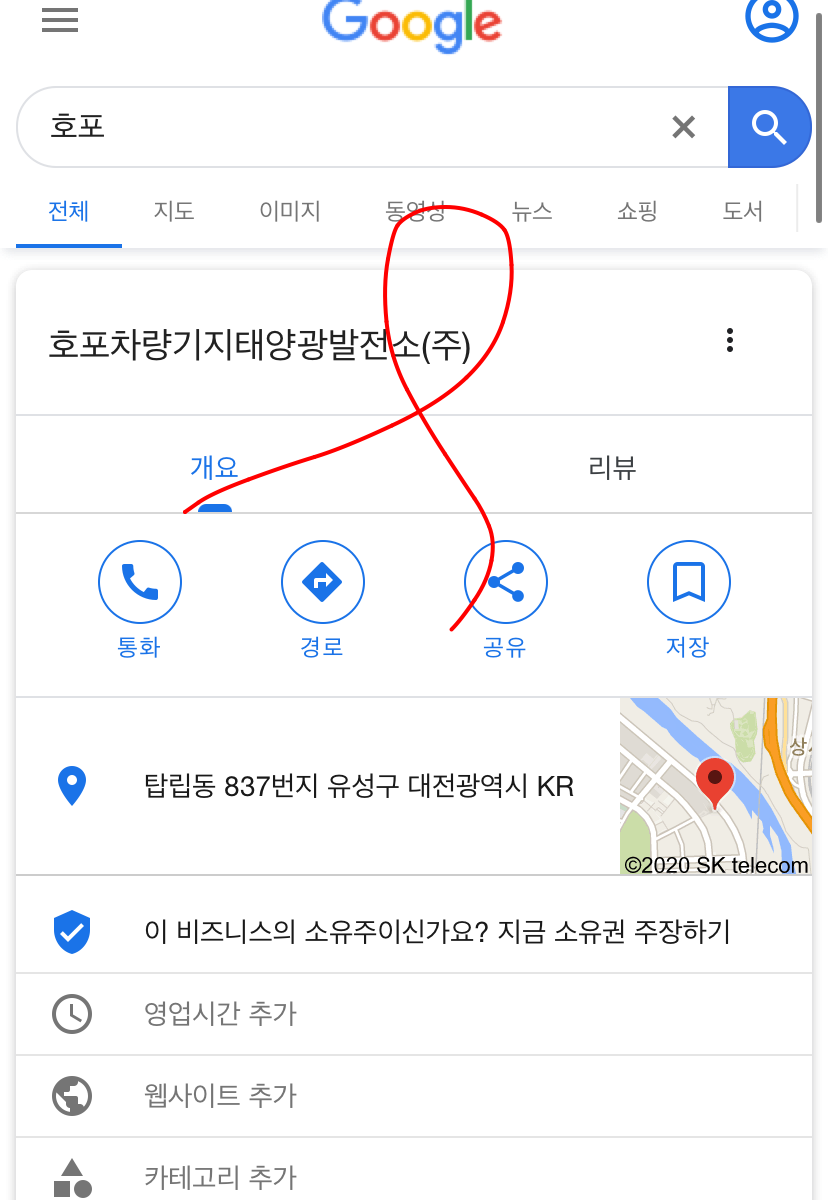 Google
호포
전체 지도 이미지 동영상 뉴스 쇼핑 도서
호포차량기지태양광발전소(주)
개요 리뷰
통화 경로 공유 저장
탑립동 837번지 유성구 대전광역시 KR
©2020 SK telecom
이 비즈니스의 소유주이신가요? 지금 소유권 주장하기
영업시간 추가
웹사이트 추가
카테고리 추가